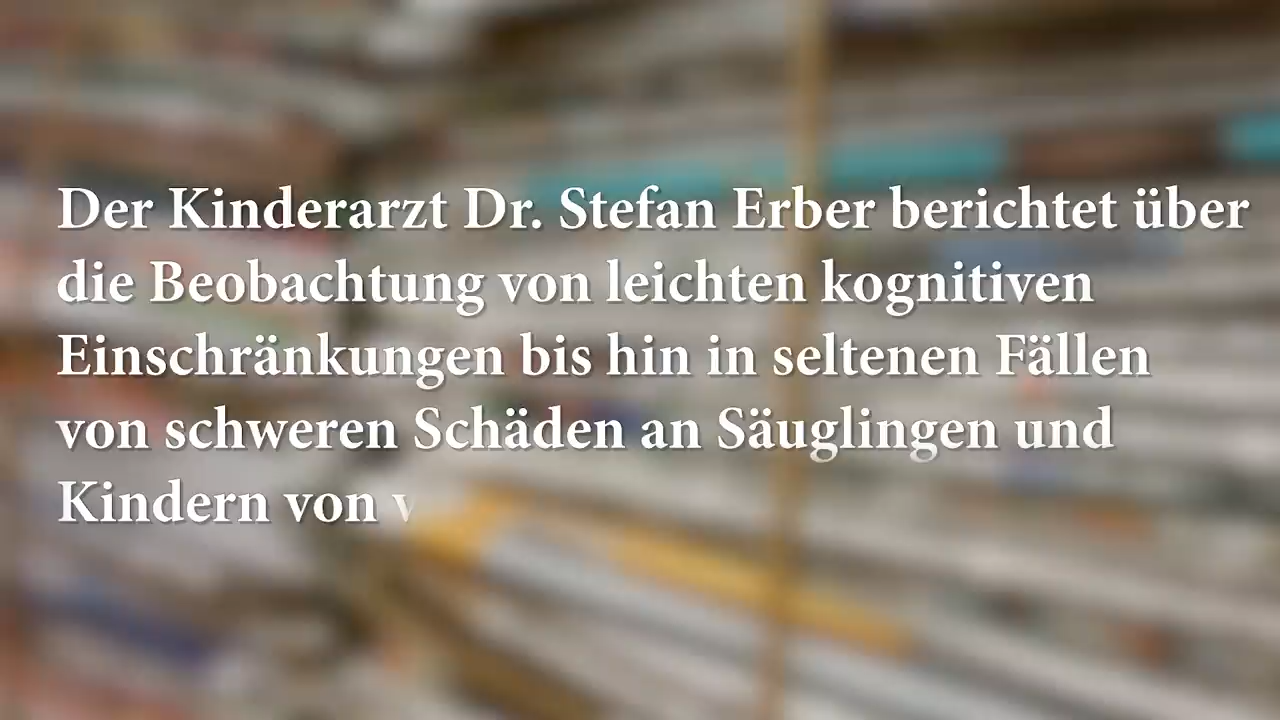 Der Kinderarzt Dr. Stefan Erber berichtet über
die Beobachtung von leichten kognitiven
Einschränkungen bis hin in seltenen Fällen
von schweren Schäden an Säuglingen und
Kindern von